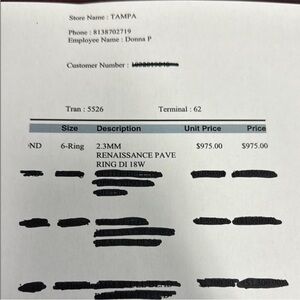 Store Name : TAMPA
Phone : 8138702719
Employee Name : Donna P
Customer Number :
Tran : 5526 Terminal : 62
Size Description Unit Price Price
ND 6-Ring 2.3MM $975.00 $975.00
RENAISSANCE PAVE
RING DI 18W